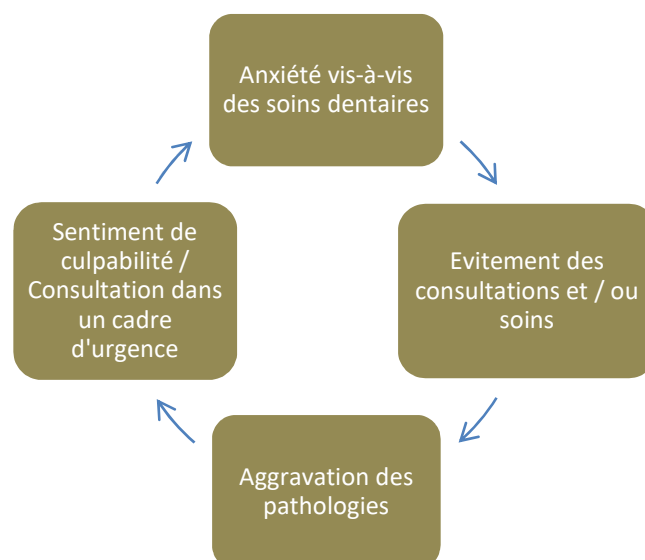 Anxiété vis-à-vis
des soins dentaires
Evitement des
consultations et / ou
soins
Aggravation des
pathologies
Sentiment de
culpabilité /
Consultation dans
un cadre
d'urgence